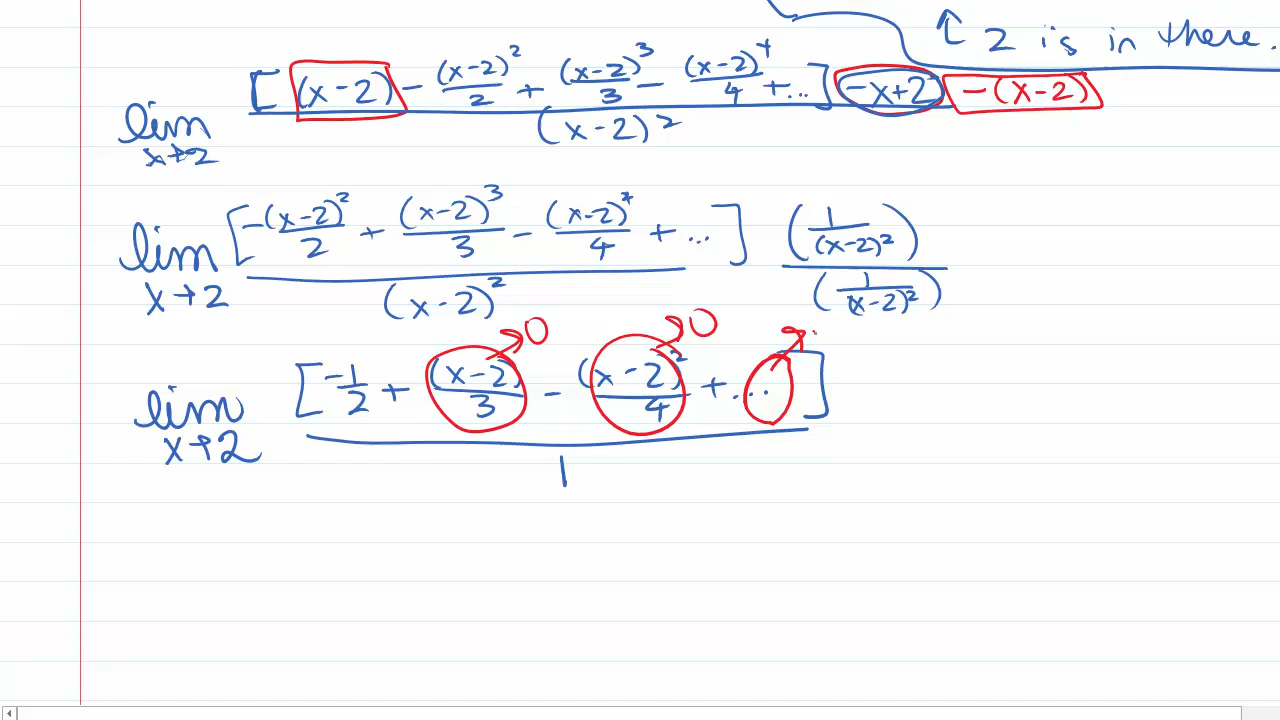 ↑ 2 is in there.
lim x→2 [ (x-2) - (x-2)²/2 + (x-2)³/3 - (x-2)⁴/4 + ... ] -x+2 -(x-2) / (x-2)²
lim x→2 [ -(x-2)²/2 + (x-2)³/3 - (x-2)⁴/4 + ... ] / (x-2)² (1/(x-2)²) / (1/(x-2)²)
→0 →0
lim x→2 [ -1/2 + (x-2)/3 - (x-2)²/4 + ... ] / 1